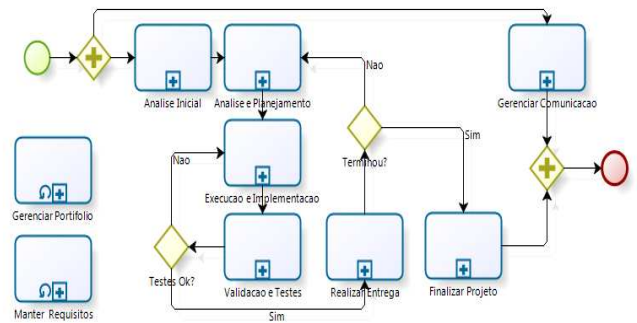 Nao
Analise Inicial
Analise e Planejamento
Gerenciar Comunicacao
Terminou?
Sim
Nao
Execucao e Implementacao
Gerenciar Portifolio
Testes Ok?
Validacao e Testes
Realizar Entrega
Finalizar Projeto
Manter Requisitos
Sim